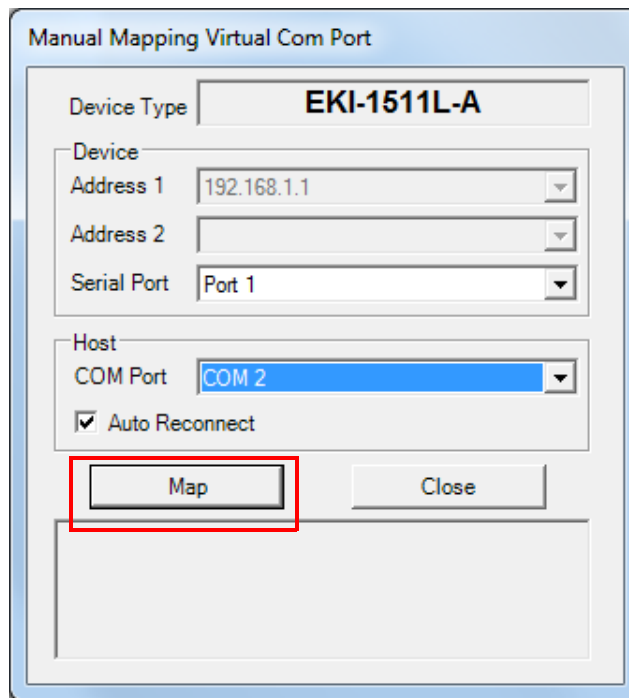 Manual Mapping Virtual Com Port
Device Type EKI-1511L-A
Device
Address 1 192.168.1.1
Address 2
Serial Port Port 1
Host
COM Port COM 2
Auto Reconnect
Map Close